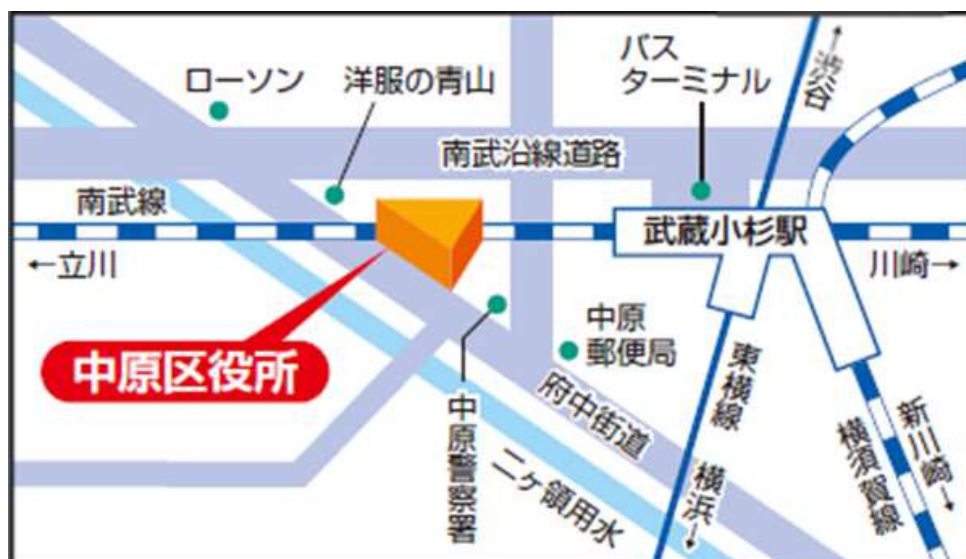 ローソン
洋服の青山
バス
ターミナル
↑渋谷
南武沿線道路
南武線
武蔵小杉駅
←立川
川崎→
中原区役所
中原
郵便局
中原警察署
府中街道
二ヶ領用水
東横線
横浜↓
横須賀線
新川崎↓